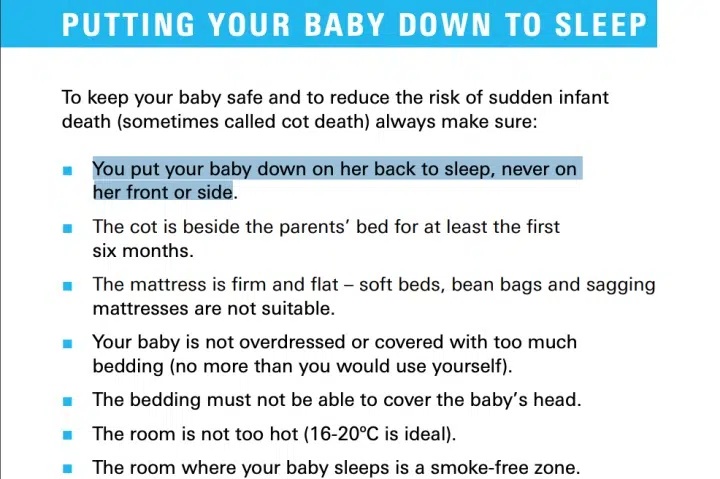 PUTTING YOUR BABY DOWN TO SLEEP
To keep your baby safe and to reduce the risk of sudden infant
death (sometimes called cot death) always make sure:
You put your baby down on her back to sleep, never on
her front or side.
The cot is beside the parents’ bed for at least the first
six months.
The mattress is firm and flat – soft beds, bean bags and sagging
mattresses are not suitable.
Your baby is not overdressed or covered with too much
bedding (no more than you would use yourself).
The bedding must not be able to cover the baby’s head.
The room is not too hot (16-20ºC is ideal).
The room where your baby sleeps is a smoke-free zone.